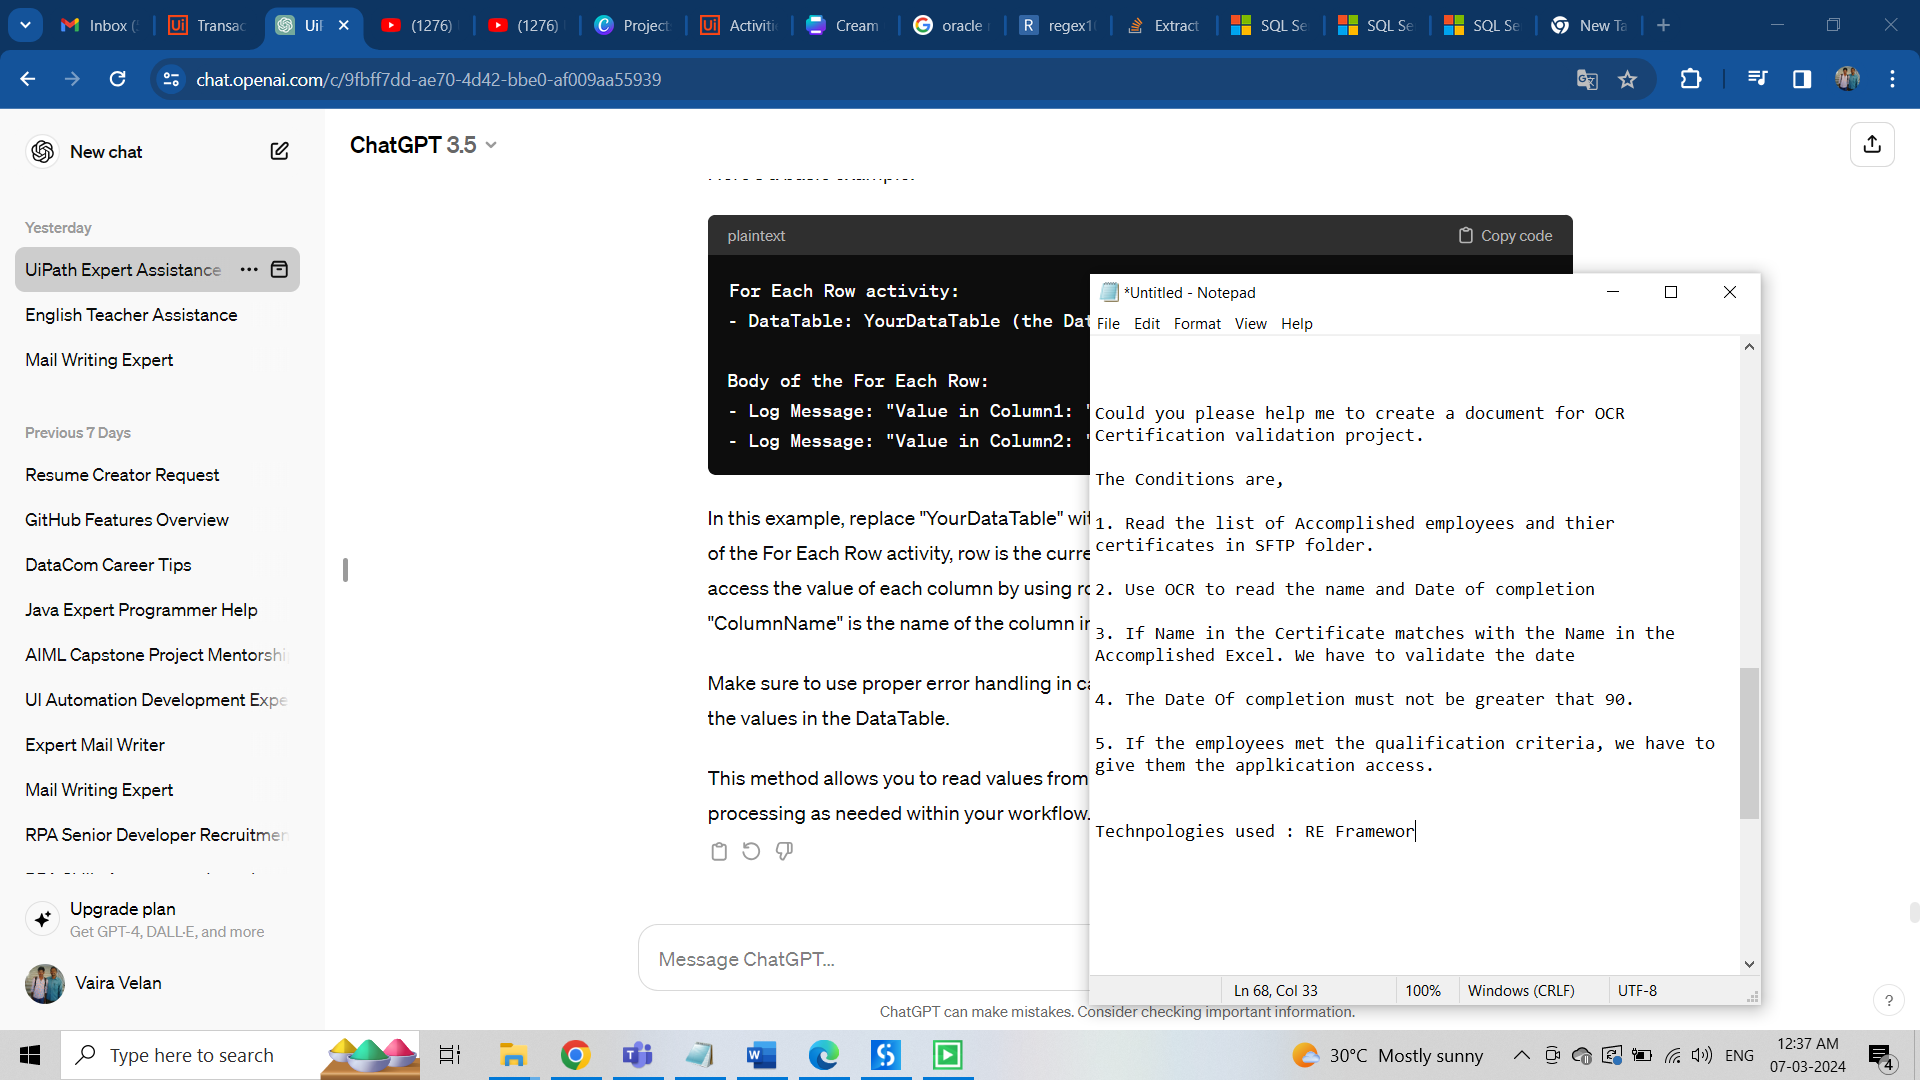 Inbox (
Transac
Uil
(1276)
(1276)
Project
Activiti
Cream
oracle
regex1
Extract
SQL Se
SQL Se
SQL Se
New Ta
chat.openai.com/c/9fbff7dd-ae70-4d42-bbe0-af009aa55939
New chat
ChatGPT 3.5
Yesterday
UiPath Expert Assistance
English Teacher Assistance
Mail Writing Expert
Previous 7 Days
Resume Creator Request
GitHub Features Overview
DataCom Career Tips
Java Expert Programmer Help
AIML Capstone Project Mentorshi
UI Automation Development Expe
Expert Mail Writer
Mail Writing Expert
RPA Senior Developer Recruitmen
Upgrade plan
Get GPT-4, DALL·E, and more
Vaira Velan
plaintext
Copy code
For Each Row activity:
- DataTable: YourDataTable (the Dat
Body of the For Each Row:
- Log Message: "Value in Column1: '
- Log Message: "Value in Column2: '
In this example, replace "YourDataTable" wit
of the For Each Row activity, row is the curre
access the value of each column by using ro
"ColumnName" is the name of the column in
Make sure to use proper error handling in ca
the values in the DataTable.
This method allows you to read values from
processing as needed within your workflow.
Message ChatGPT...
ChatGPT can make mistakes. Consider checking important information.
?
*Untitled - Notepad
File Edit Format View Help
Could you please help me to create a document for OCR
Certification validation project.
The Conditions are,
1. Read the list of Accomplished employees and thier
certificates in SFTP folder.
2. Use OCR to read the name and Date of completion
3. If Name in the Certificate matches with the Name in the
Accomplished Excel. We have to validate the date
4. The Date Of completion must not be greater that 90.
5. If the employees met the qualification criteria, we have to
give them the applkication access.
Technpologies used : RE Framewor
Ln 68, Col 33
100%
Windows (CRLF)
UTF-8
Type here to search
30°C Mostly sunny
ENG
12:37 AM
07-03-2024
4